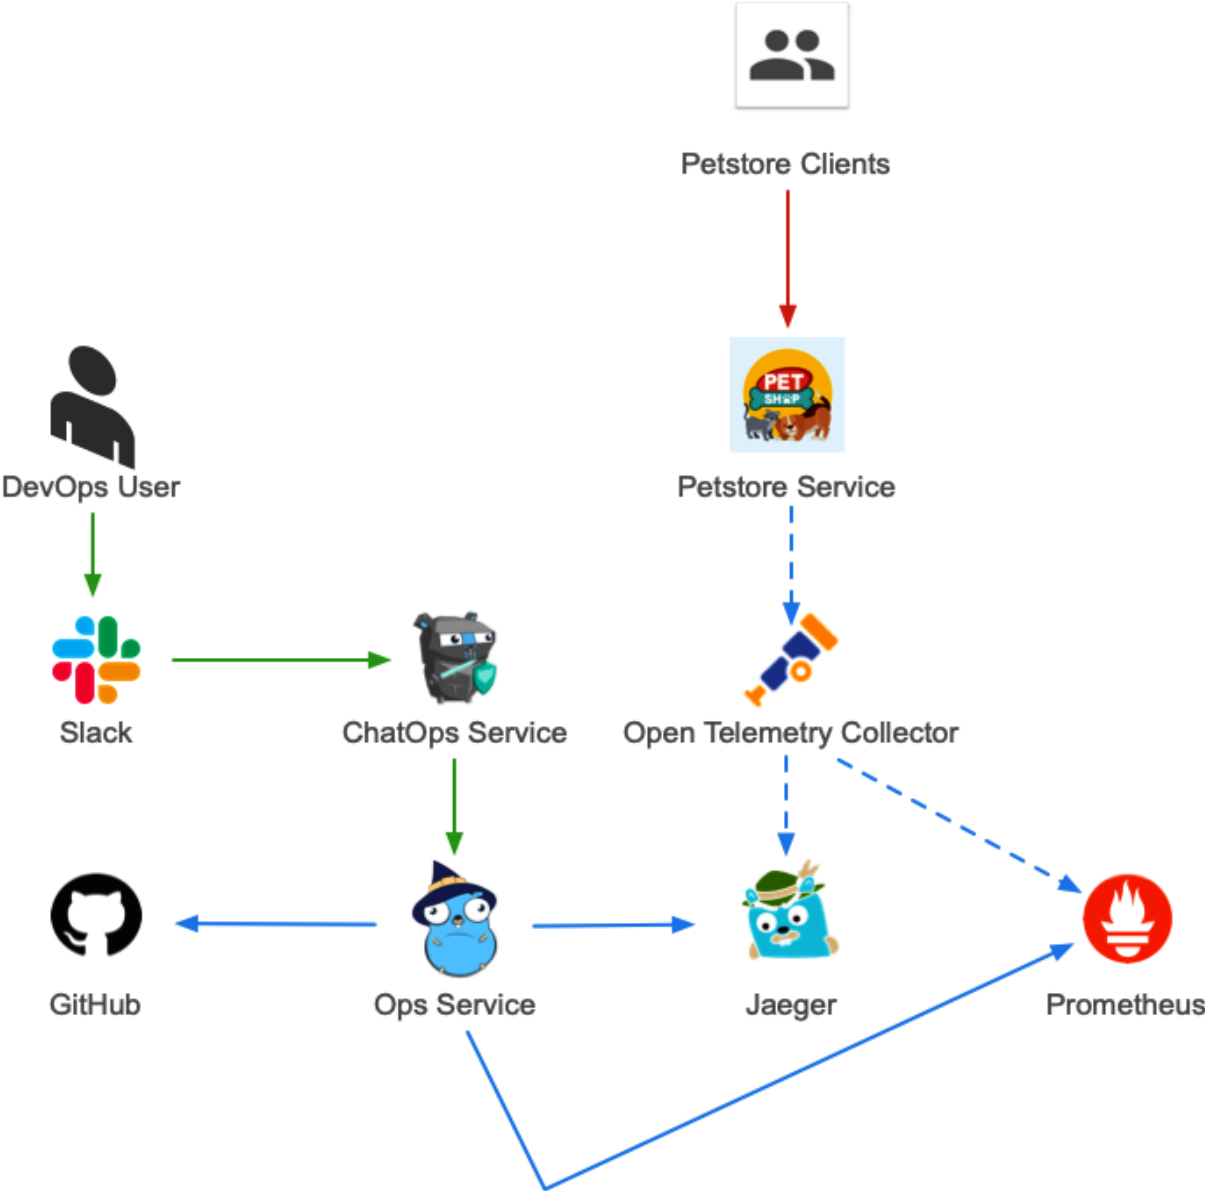 Petstore Clients
PET
SHOP
DevOps User
Petstore Service
Slack
ChatOps Service
Open Telemetry Collector
GitHub
Ops Service
Jaeger
Prometheus